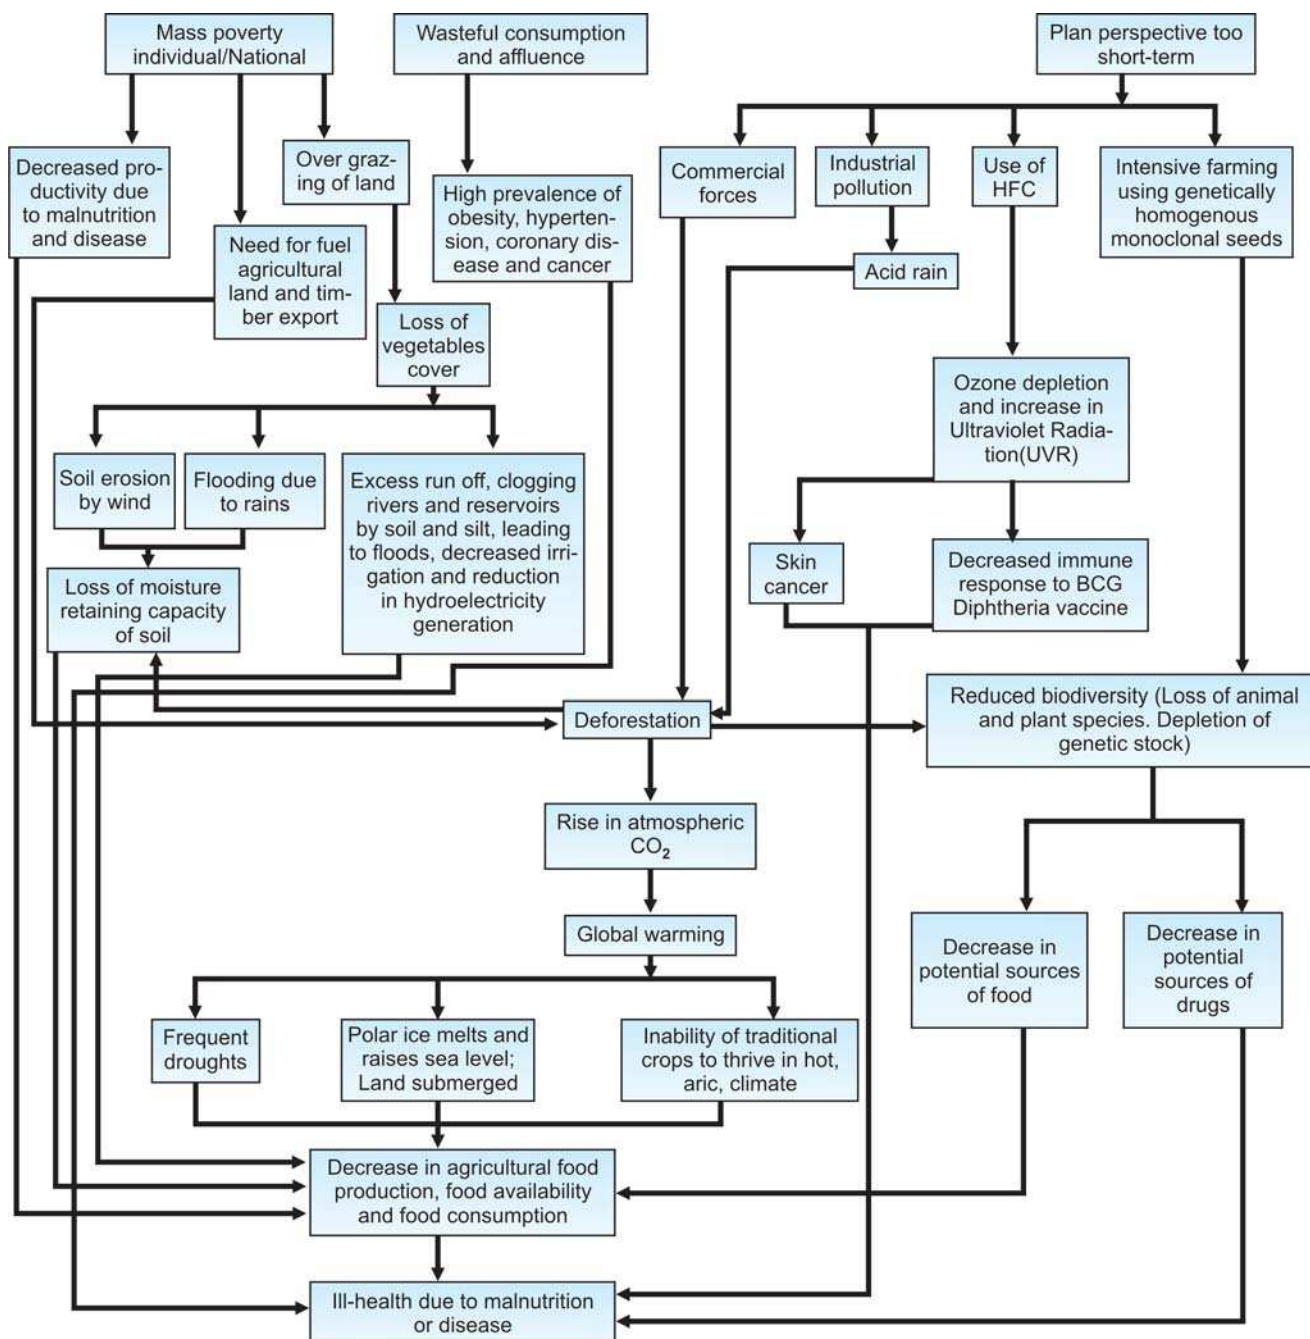 Mass poverty
individual/National
Wasteful consumption
and affluence
Plan perspective too
short-term
Decreased pro-
ductivity due
to malnutrition
and disease
Need for fuel
agricultural
land and tim-
ber export
Over graz-
ing of land
High prevalence of
obesity, hyperten-
sion, coronary dis-
ease and cancer
Commercial
forces
Industrial
pollution
Use of
HFC
Intensive farming
using genetically
homogenous
monoclonal seeds
Acid rain
Loss of
vegetables
cover
Ozone depletion
and increase in
Ultraviolet Radia-
tion(UVR)
Soil erosion
by wind
Flooding due
to rains
Excess run off, clogging
rivers and reservoirs
by soil and silt, leading
to floods, decreased irri-
gation and reduction
in hydroelectricity
generation
Skin
cancer
Decreased immune
response to BCG
Diphtheria vaccine
Loss of moisture
retaining capacity
of soil
Deforestation
Reduced biodiversity (Loss of animal
and plant species. Depletion of
genetic stock)
Rise in atmospheric
CO₂
Global warming
Decrease in
potential sources
of food
Decrease in
potential
sources of
drugs
Frequent
droughts
Polar ice melts and
raises sea level;
Land submerged
Inability of traditional
crops to thrive in hot,
aric, climate
Decrease in agricultural food
production, food availability
and food consumption
Ill-health due to malnutrition
or disease